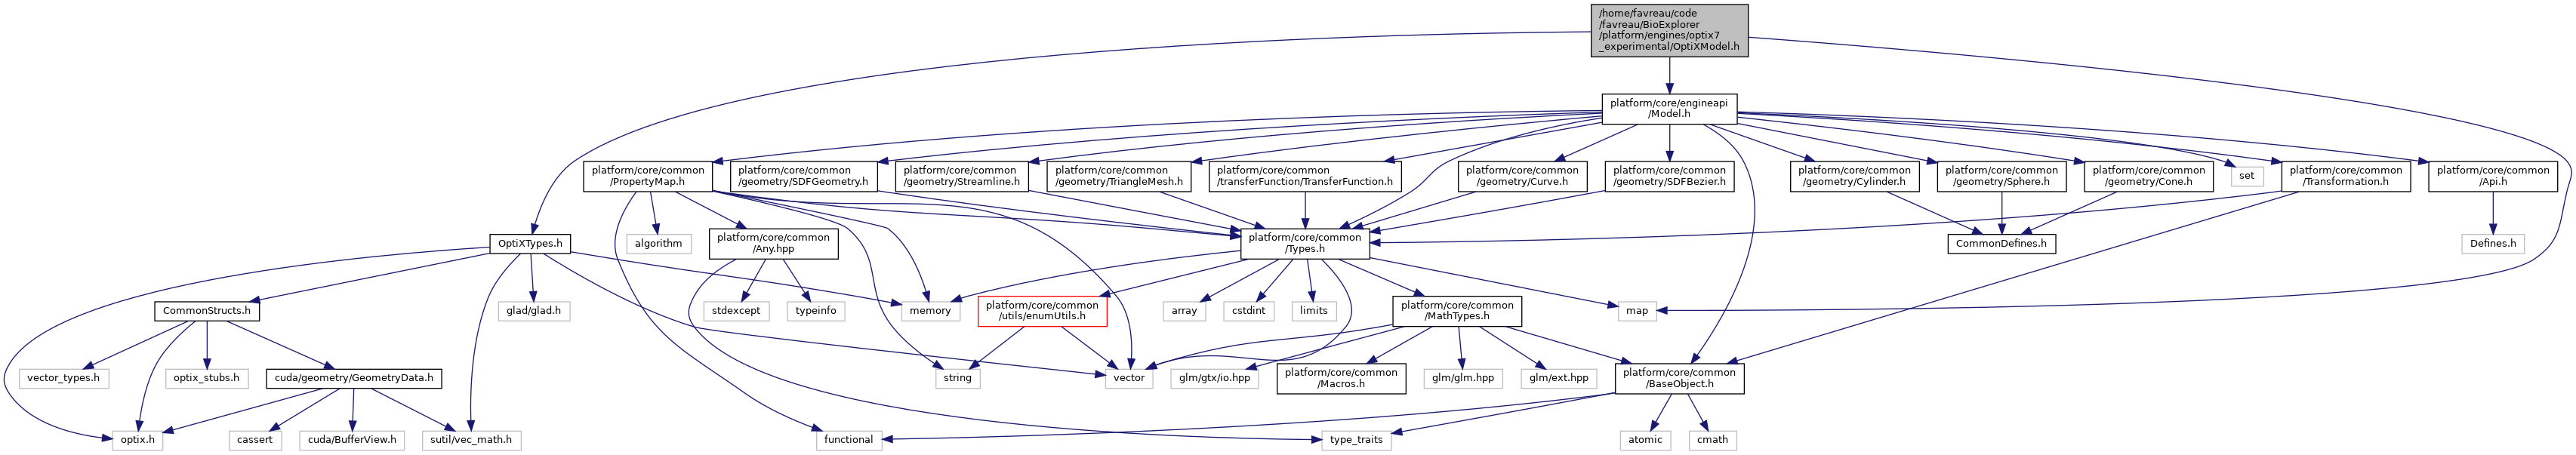 /home/favreau/code
/favreau/BioExplorer
/platform/engines/optix7
_experimental/OptiXModel.h
platform/core/engineapi
/Model.h
platform/core/common
/PropertyMap.h
platform/core/common
/geometry/SDFGeometry.h
platform/core/common
/geometry/Streamline.h
platform/core/common
/geometry/TriangleMesh.h
platform/core/common
/transferFunction/TransferFunction.h
platform/core/common
/geometry/Curve.h
platform/core/common
/geometry/SDFBezier.h
platform/core/common
/geometry/Cylinder.h
platform/core/common
/geometry/Sphere.h
platform/core/common
/geometry/Cone.h
set
platform/core/common
/Transformation.h
platform/core/common
/Api.h
OptiXTypes.h
algorithm
platform/core/common
/Any.hpp
platform/core/common
/Types.h
CommonDefines.h
Defines.h
CommonStructs.h
glad/glad.h
stdexcept
typeinfo
memory
platform/core/common
/utils/enumUtils.h
array
cstdint
limits
platform/core/common
/MathTypes.h
map
vector_types.h
optix_stubs.h
cuda/geometry/GeometryData.h
string
vector
glm/gtx/io.hpp
platform/core/common
/Macros.h
glm/glm.hpp
glm/ext.hpp
platform/core/common
/BaseObject.h
optix.h
cassert
cuda/BufferView.h
sutil/vec_math.h
functional
type_traits
atomic
cmath